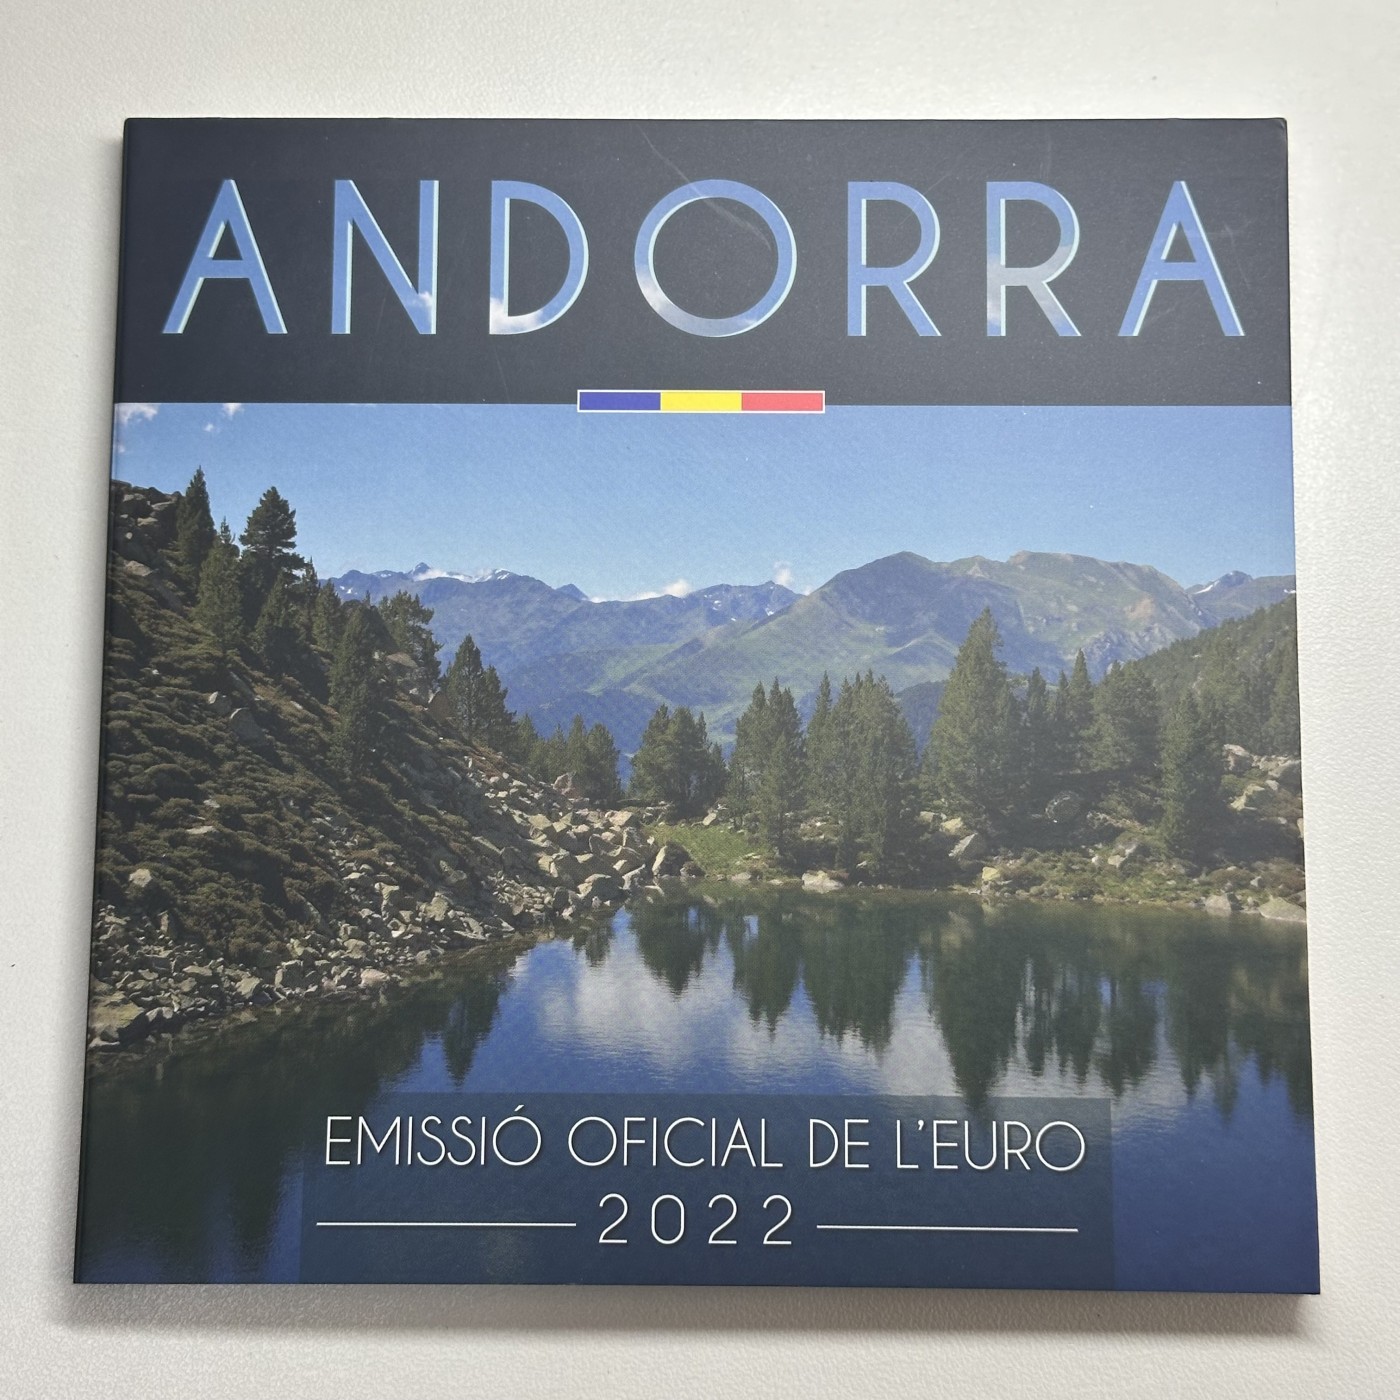 ANDORRA
EMISSIÓ OFICIAL DE L'EURO
2022